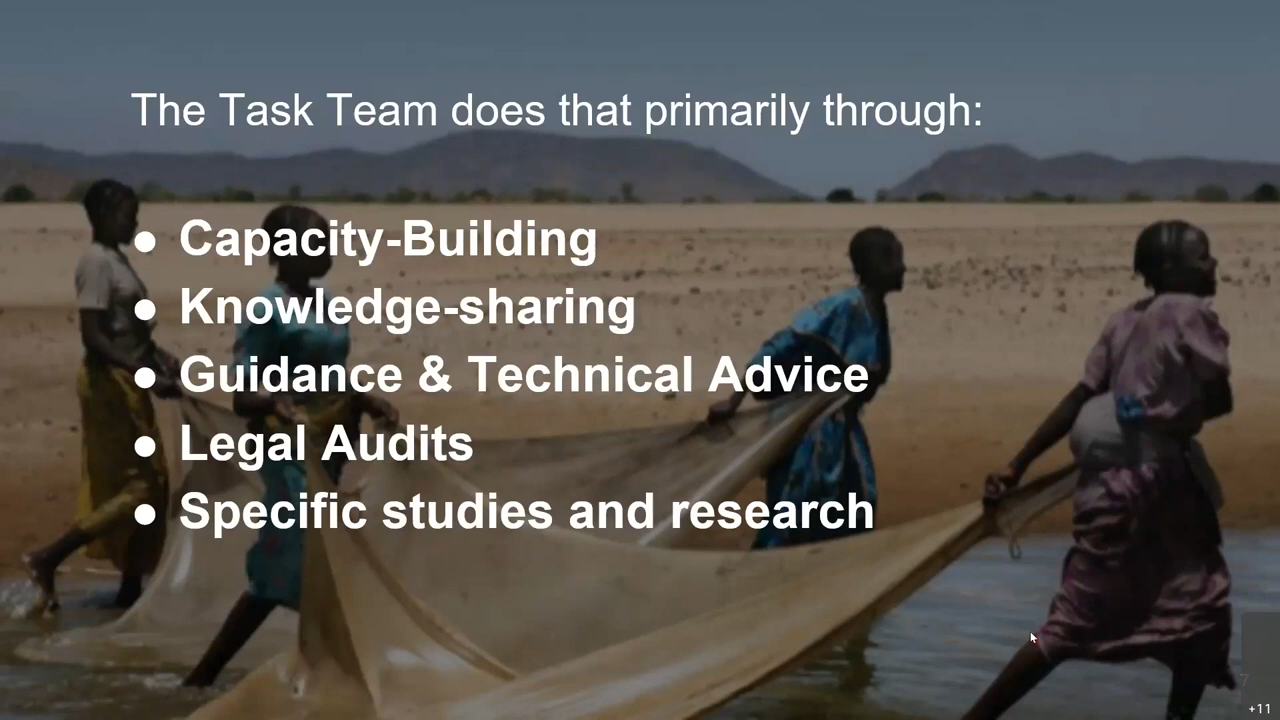 The Task Team does that primarily through:
● Capacity-Building
● Knowledge-sharing
● Guidance & Technical Advice
● Legal Audits
● Specific studies and research
7
+11